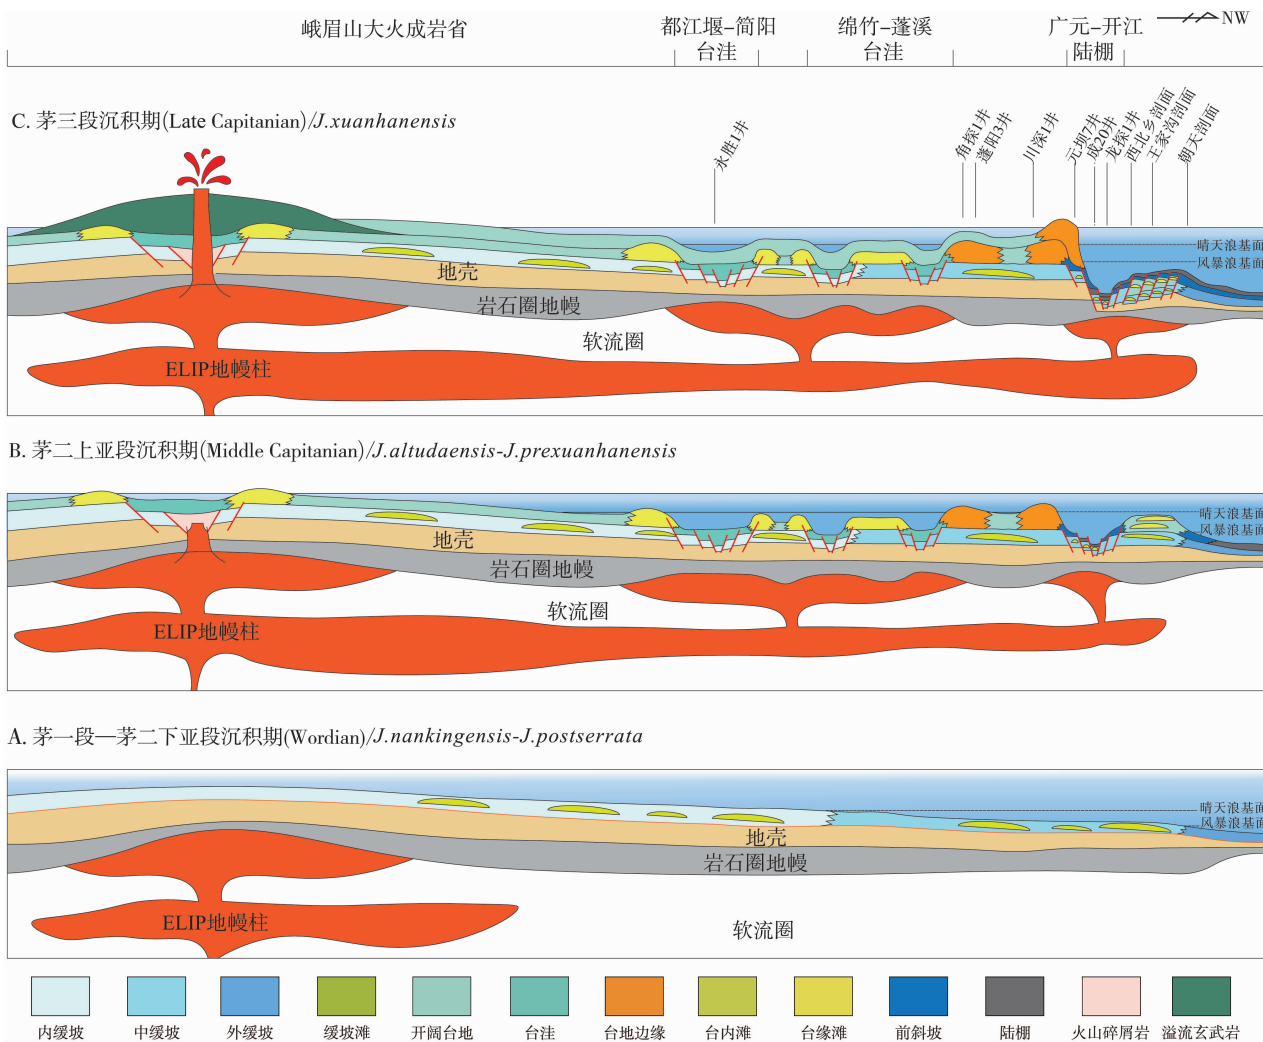 峨眉山大火成岩省
都江堰–简阳
台洼
绵竹–蓬溪
台洼
广元–开江
陆棚
NW
C. 茅三段沉积期(Late Capitanian)/J.xuanhanensis
永胜1井
角探1井
蓬阳3井
川深1井
元坝7井
成20井
龙探1井
西北乡剖面
王家沟剖面
朝天剖面
晴天浪基面
风暴浪基面
地壳
岩石圈地幔
软流圈
ELIP地幔柱
B. 茅二上亚段沉积期(Middle Capitanian)/J.altudaensis-J.prexuanhanensis
晴天浪基面
风暴浪基面
地壳
岩石圈地幔
软流圈
ELIP地幔柱
A. 茅一段—茅二下亚段沉积期(Wordian)/J.nankingensis-J.postserrata
晴天浪基面
风暴浪基面
地壳
岩石圈地幔
ELIP地幔柱
软流圈
内缓坡
中缓坡
外缓坡
缓坡滩
开阔台地
台洼
台地边缘
台内滩
台缘滩
前斜坡
陆棚
火山碎屑岩
溢流玄武岩